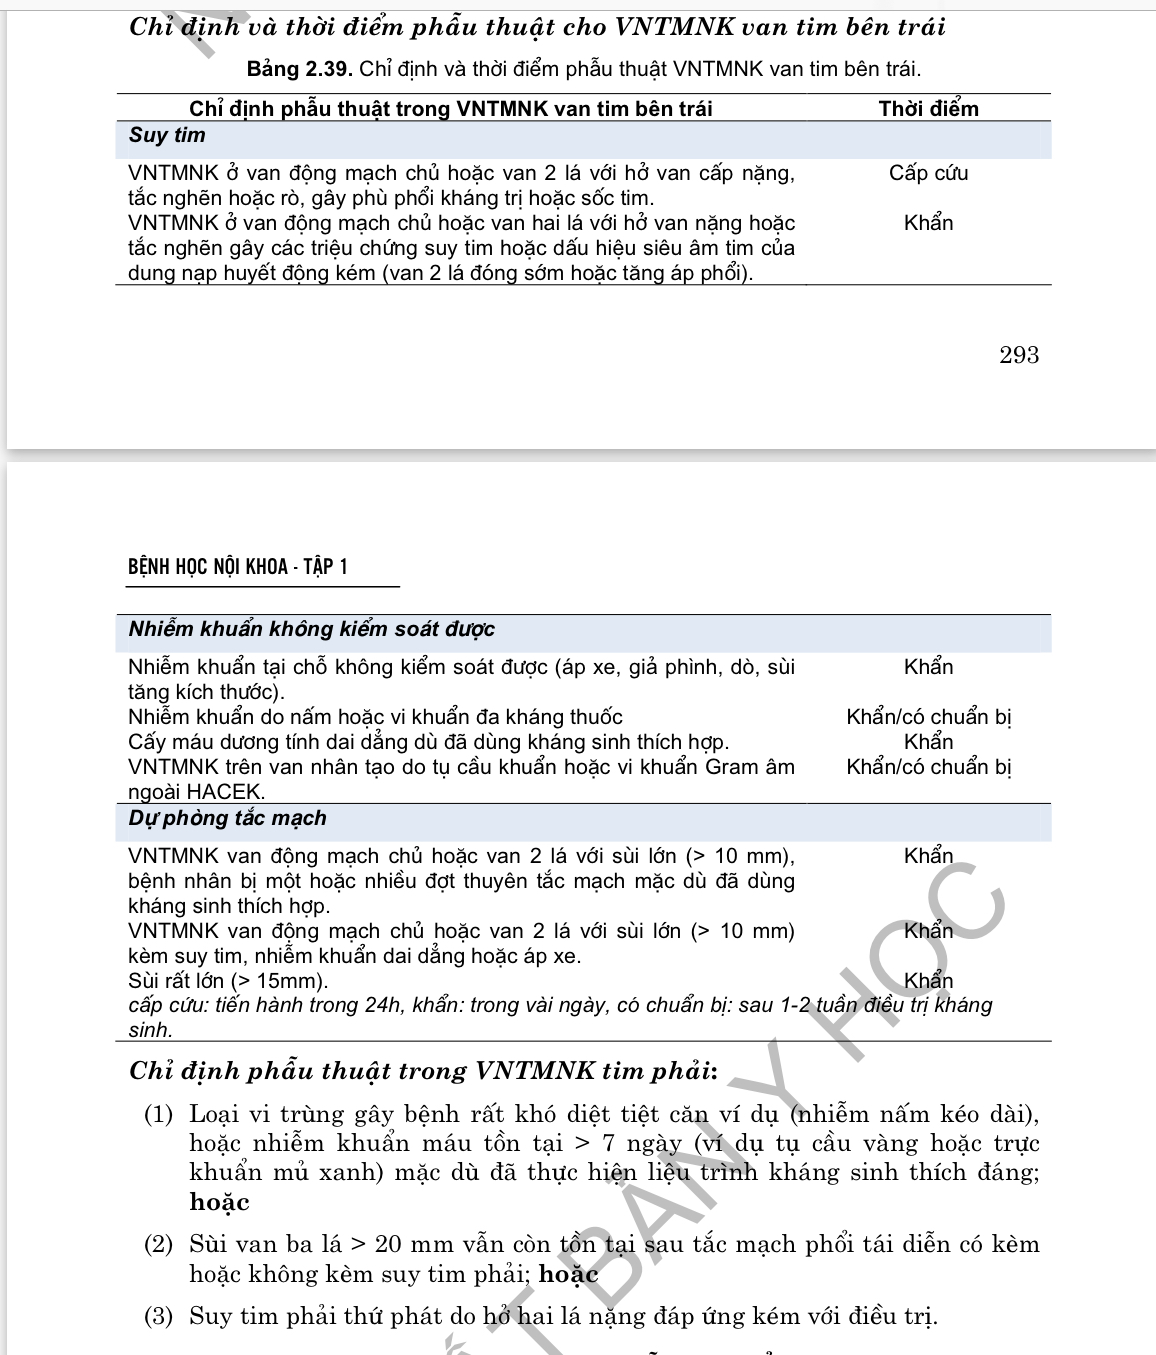 Chỉ định và thời điểm phẫu thuật cho VNTMNK van tim bên trái
Bảng 2.39. Chỉ định và thời điểm phẫu thuật VNTMNK van tim bên trái.
Chỉ định phẫu thuật trong VNTMNK van tim bên trái Thời điểm
Suy tim
VNTMNK ở van động mạch chủ hoặc van 2 lá với hở van cấp nặng, Cấp cứu
tắc nghẽn hoặc rò, gây phù phổi kháng trị hoặc sốc tim.
VNTMNK ở van động mạch chủ hoặc van hai lá với hở van nặng hoặc Khẩn
tắc nghẽn gây các triệu chứng suy tim hoặc dấu hiệu siêu âm tim của
dung nạp huyết động kém (van 2 lá đóng sớm hoặc tăng áp phổi).
293
BỆNH HỌC NỘI KHOA - TẬP 1
Nhiễm khuẩn không kiểm soát được
Nhiễm khuẩn tại chỗ không kiểm soát được (áp xe, giả phình, dò, sùi Khẩn
tăng kích thước).
Nhiễm khuẩn do nấm hoặc vi khuẩn đa kháng thuốc Khẩn/có chuẩn bị
Cấy máu dương tính dai dẳng dù đã dùng kháng sinh thích hợp. Khẩn
VNTMNK trên van nhân tạo do tụ cầu khuẩn hoặc vi khuẩn Gram âm Khẩn/có chuẩn bị
ngoài HACEK.
Dự phòng tắc mạch
VNTMNK van động mạch chủ hoặc van 2 lá với sùi lớn (> 10 mm), Khẩn
bệnh nhân bị một hoặc nhiều đợt thuyên tắc mạch mặc dù đã dùng
kháng sinh thích hợp.
VNTMNK van động mạch chủ hoặc van 2 lá với sùi lớn (> 10 mm) Khẩn
kèm suy tim, nhiễm khuẩn dai dẳng hoặc áp xe.
Sùi rất lớn (> 15mm). Khẩn
cấp cứu: tiến hành trong 24h, khẩn: trong vài ngày, có chuẩn bị: sau 1-2 tuần điều trị kháng
sinh.
Chỉ định phẫu thuật trong VNTMNK tim phải:
(1) Loại vi trùng gây bệnh rất khó diệt tiệt căn ví dụ (nhiễm nấm kéo dài),
hoặc nhiễm khuẩn máu tồn tại > 7 ngày (ví dụ tụ cầu vàng hoặc trực
khuẩn mủ xanh) mặc dù đã thực hiện liệu trình kháng sinh thích đáng;
hoặc
(2) Sùi van ba lá > 20 mm vẫn còn tồn tại sau tắc mạch phổi tái diễn có kèm
hoặc không kèm suy tim phải; hoặc
(3) Suy tim phải thứ phát do hở hai lá nặng đáp ứng kém với điều trị.
BẢN Y HỌC